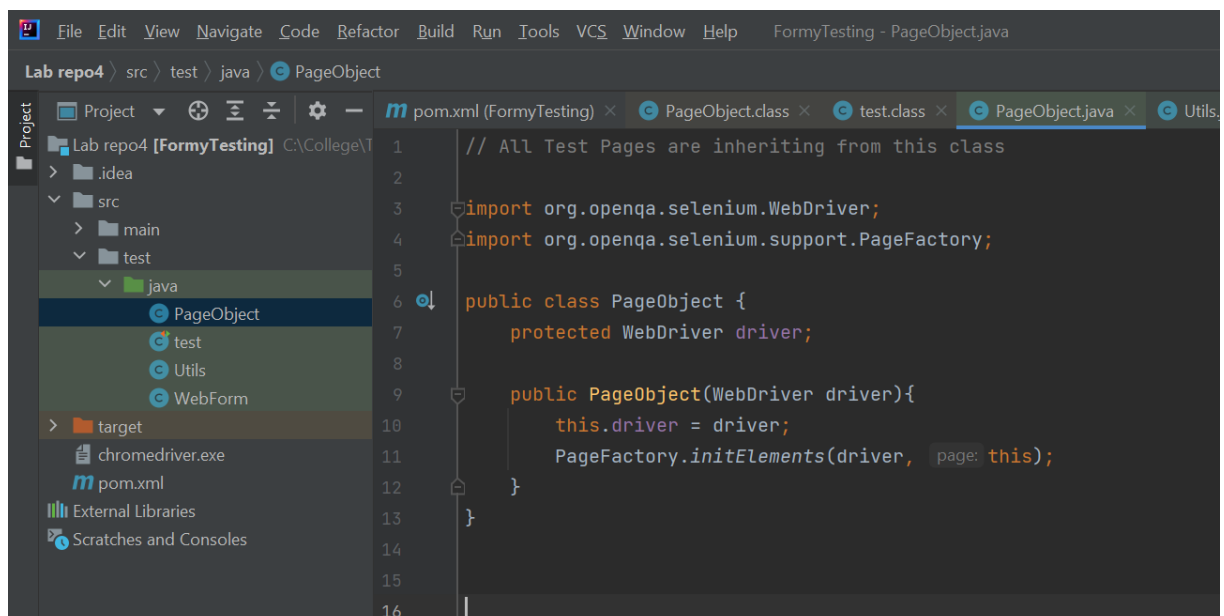 File Edit View Navigate Code Refactor Build Run Tools VCS Window Help FormyTesting - PageObject.java
Lab repo4 〉 src 〉 test 〉 java 〉 PageObject
Project
Project
Lab repo4 [FormyTesting] C:\College\T
.idea
src
main
test
java
PageObject
test
Utils
WebForm
target
chromedriver.exe
pom.xml
External Libraries
Scratches and Consoles
pom.xml (FormyTesting) PageObject.class test.class PageObject.java Utils.
1 // All Test Pages are inheriting from this class
2
3 import org.openqa.selenium.WebDriver;
4 import org.openqa.selenium.support.PageFactory;
5
6 public class PageObject {
7 protected WebDriver driver;
8
9 public PageObject(WebDriver driver){
10 this.driver = driver;
11 PageFactory.initElements(driver, page: this);
12 }
13 }
14
15
16